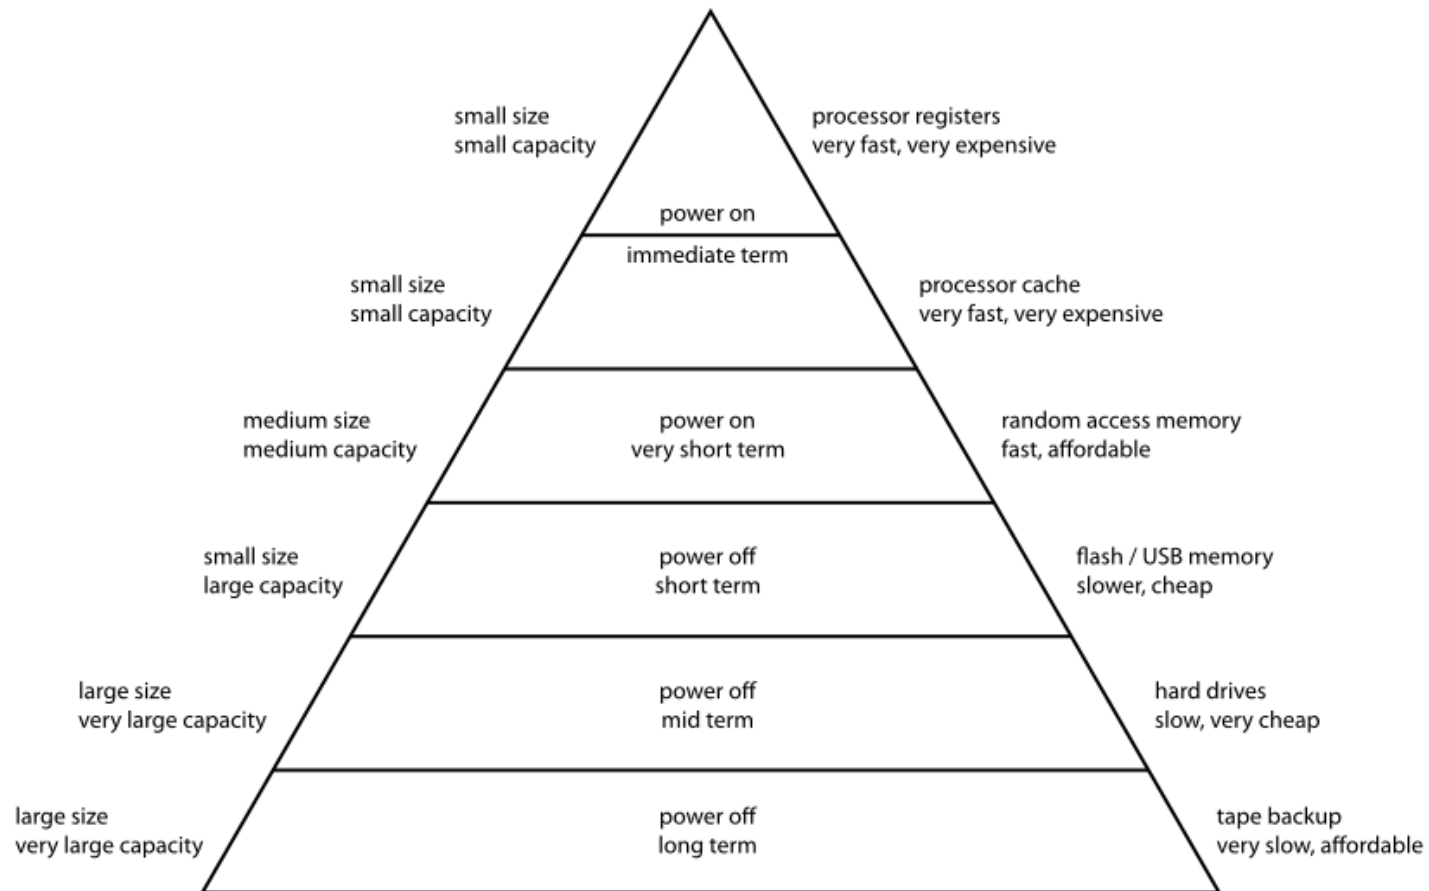 small size
small capacity
processor registers
very fast, very expensive
power on
immediate term
small size
small capacity
processor cache
very fast, very expensive
medium size
medium capacity
power on
very short term
random access memory
fast, affordable
small size
large capacity
power off
short term
flash / USB memory
slower, cheap
large size
very large capacity
power off
mid term
hard drives
slow, very cheap
large size
very large capacity
power off
long term
tape backup
very slow, affordable